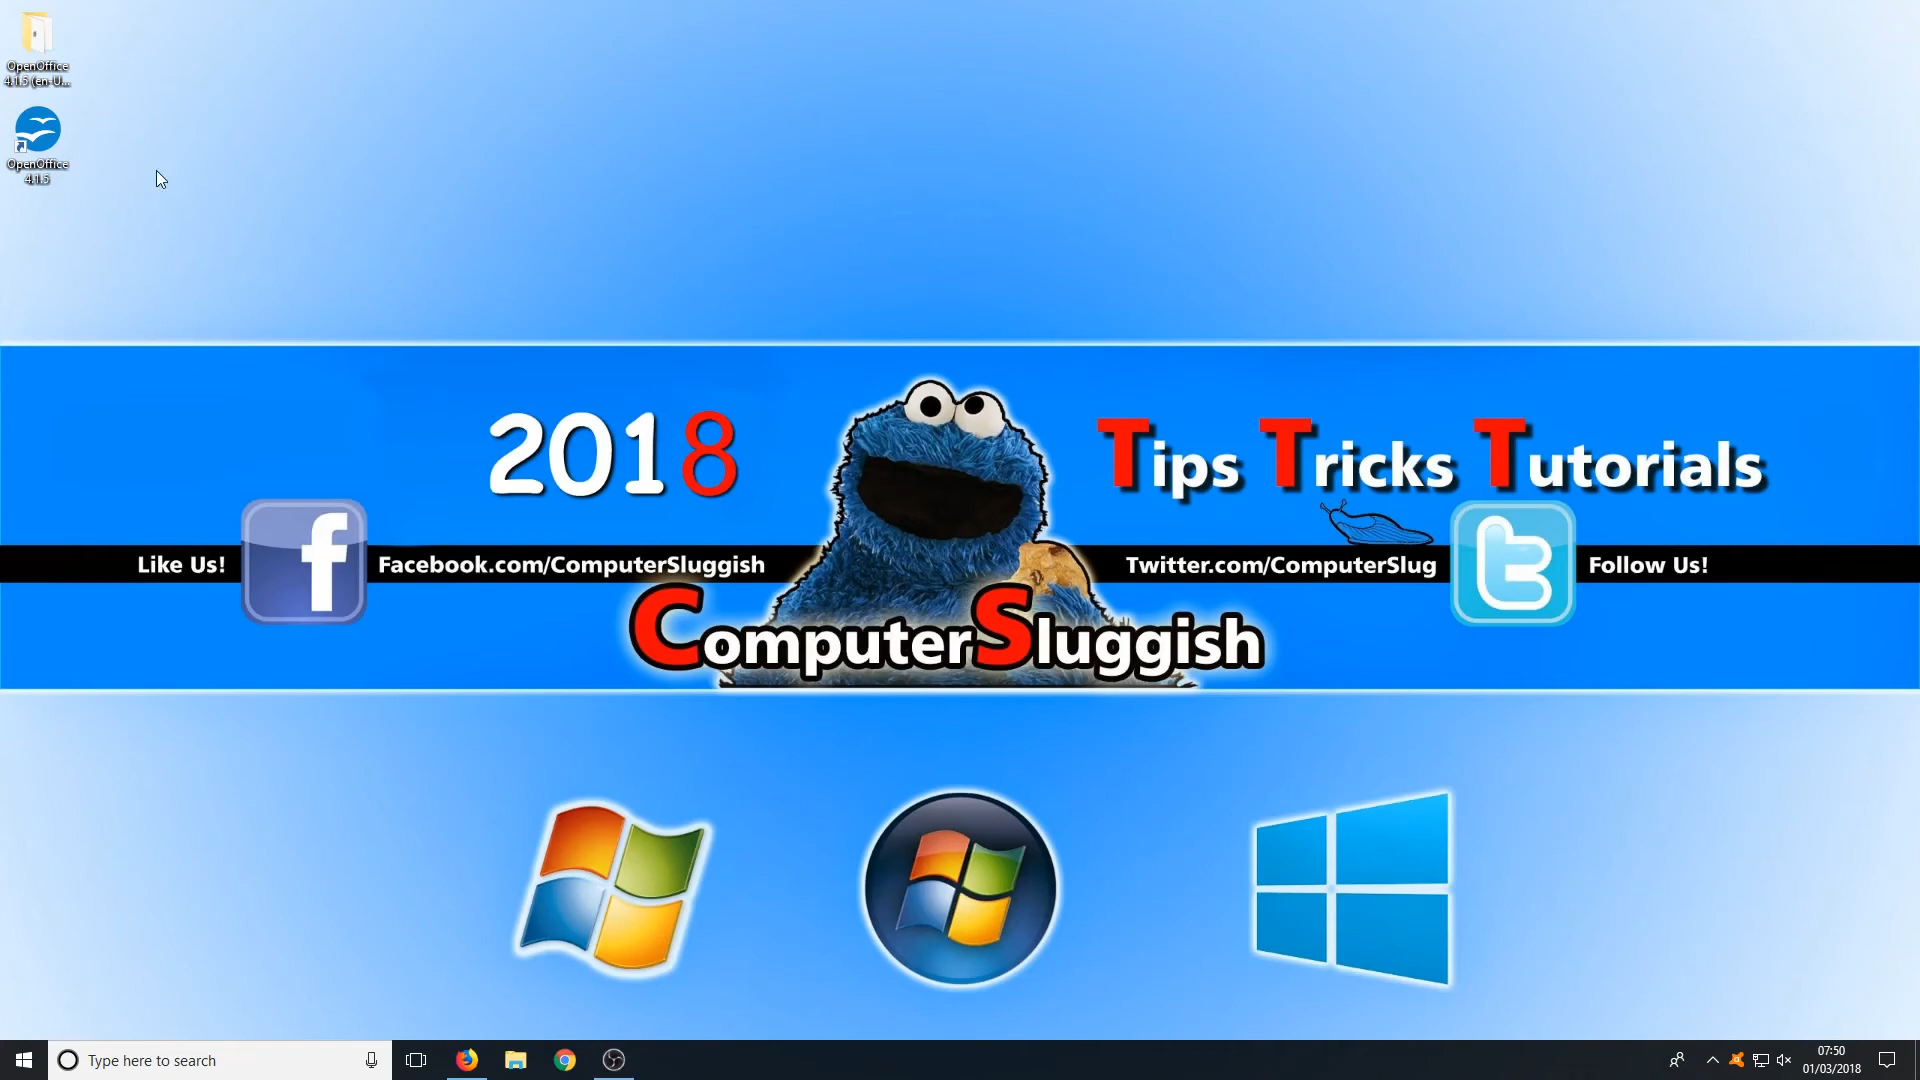 OpenOffice
4.1.5 (en-U...
OpenOffice
4.1.5
2018
Tips Tricks Tutorials
Like Us!
Facebook.com/ComputerSluggish
Twitter.com/ComputerSlug
Follow Us!
ComputerSluggish
Type here to search
07:50
01/03/2018